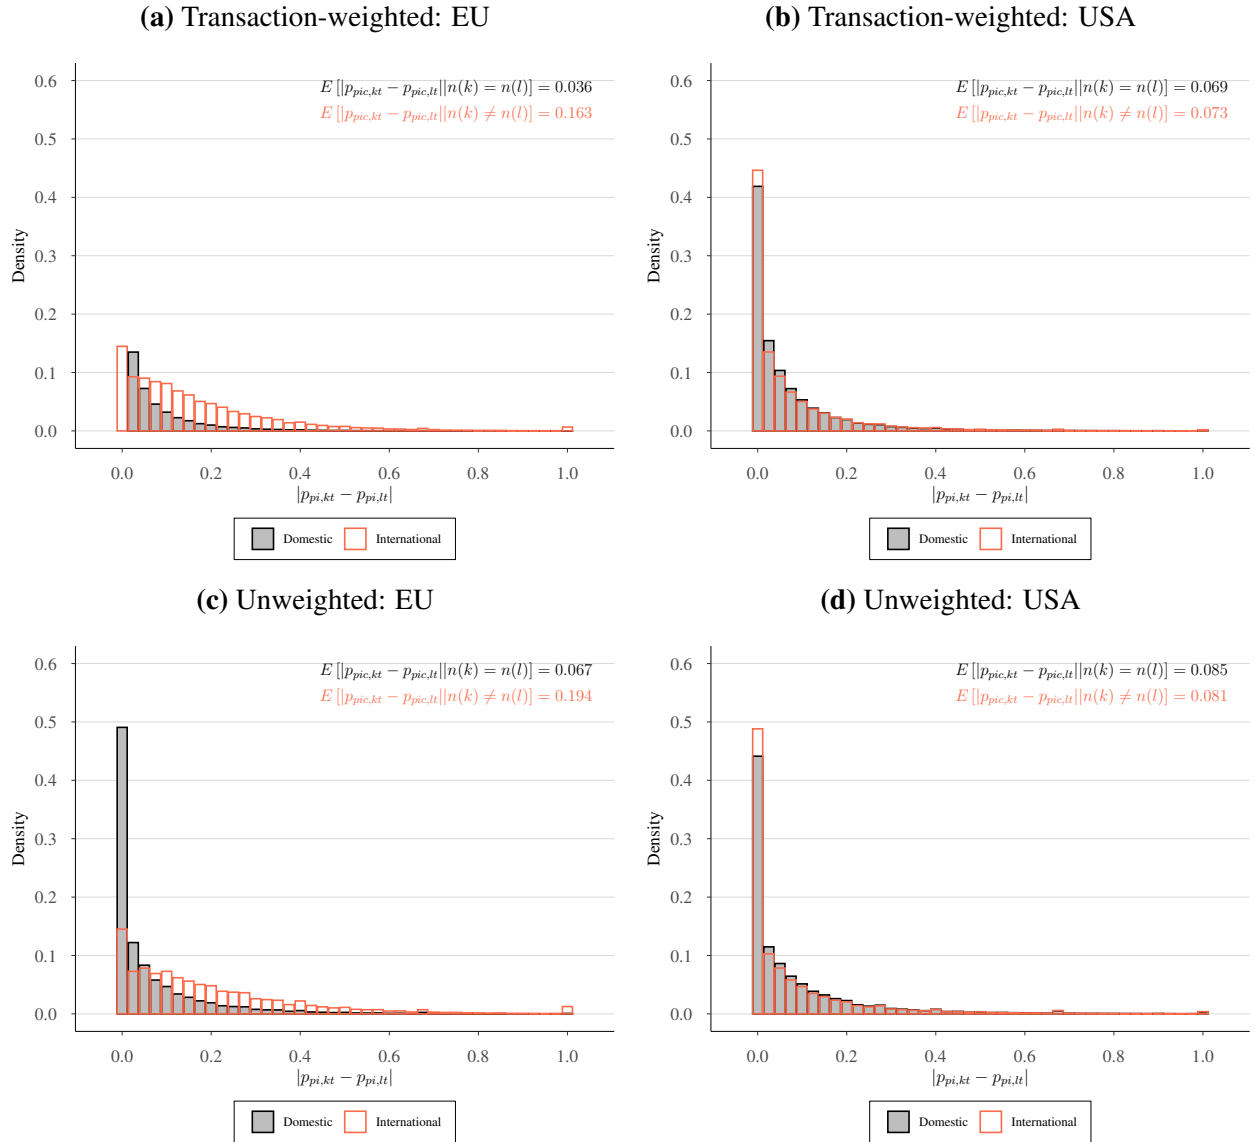 (a) Transaction-weighted: EU
E [|p_{pic,kt} − p_{pic,lt}||n(k) = n(l)] = 0.036
E [|p_{pic,kt} − p_{pic,lt}||n(k) ≠ n(l)] = 0.163
0.6
0.5
0.4
0.3
0.2
0.1
0.0
Density
0.0 0.2 0.4 0.6 0.8 1.0
|p_{pi,kt} − p_{pi,lt}|
Domestic International
(b) Transaction-weighted: USA
E [|p_{pic,kt} − p_{pic,lt}||n(k) = n(l)] = 0.069
E [|p_{pic,kt} − p_{pic,lt}||n(k) ≠ n(l)] = 0.073
0.6
0.5
0.4
0.3
0.2
0.1
0.0
Density
0.0 0.2 0.4 0.6 0.8 1.0
|p_{pi,kt} − p_{pi,lt}|
Domestic International
(c) Unweighted: EU
E [|p_{pic,kt} − p_{pic,lt}||n(k) = n(l)] = 0.067
E [|p_{pic,kt} − p_{pic,lt}||n(k) ≠ n(l)] = 0.194
0.6
0.5
0.4
0.3
0.2
0.1
0.0
Density
0.0 0.2 0.4 0.6 0.8 1.0
|p_{pi,kt} − p_{pi,lt}|
Domestic International
(d) Unweighted: USA
E [|p_{pic,kt} − p_{pic,lt}||n(k) = n(l)] = 0.085
E [|p_{pic,kt} − p_{pic,lt}||n(k) ≠ n(l)] = 0.081
0.6
0.5
0.4
0.3
0.2
0.1
0.0
Density
0.0 0.2 0.4 0.6 0.8 1.0
|p_{pi,kt} − p_{pi,lt}|
Domestic International